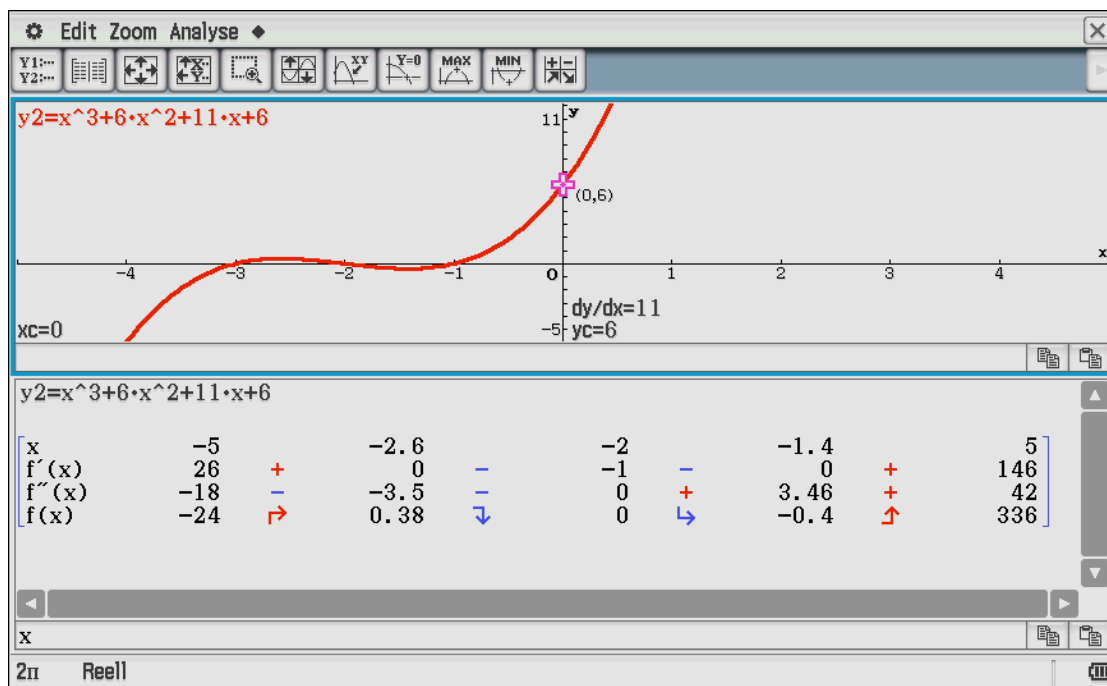 Edit Zoom Analyse
Y1:··· Y2:··· X: Y: XY Y=0 MAX MIN
y2=x^3+6·x^2+11·x+6
11 y
(0,6)
x
-4 -3 -2 -1 O 1 2 3 4
dy/dx=11
xc=0 -5 yc=6
y2=x^3+6·x^2+11·x+6
x -5 -2.6 -2 -1.4 5
f′(x) 26 + 0 - -1 - 0 + 146
f″(x) -18 - -3.5 - 0 + 3.46 + 42
f(x) -24 0.38 0 -0.4 336
x
2π Reell